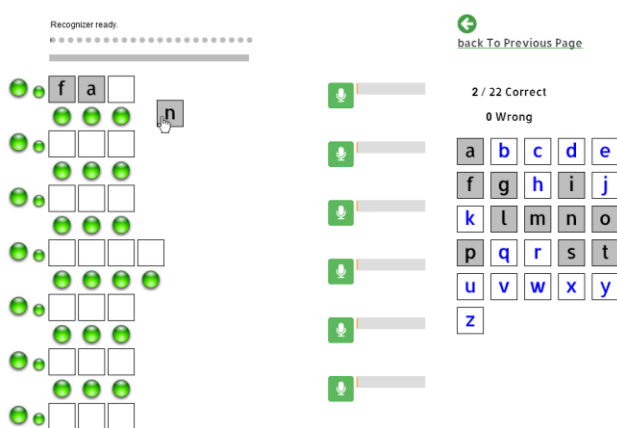 Recognizer ready.
back To Previous Page
2 / 22 Correct
0 Wrong
f a
n
a b c d e
f g h i j
k l m n o
p q r s t
u v w x y
z